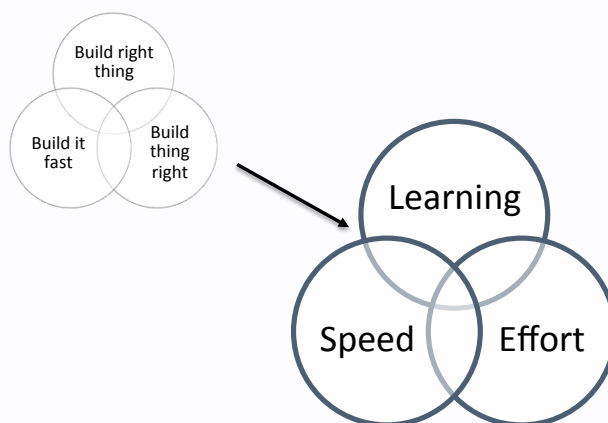 Build right
thing
Build it
fast
Build
thing
right
Learning
Speed
Effort